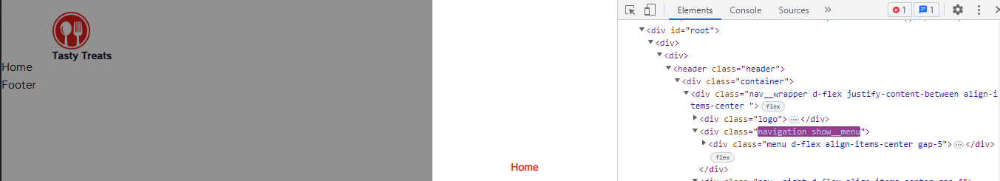 Tasty Treats
Home
Footer
Home
Elements Console Sources » 1 1
<div id="root">
<div>
<div>
<header class="header">
<div class="container">
<div class="nav__wrapper d-flex justify-content-between align-i
tems-center "> flex
<div class="logo"> … </div>
<div class="navigation show__menu">
<div class="menu d-flex align-items-center gap-5"> … </div>
flex
</div>